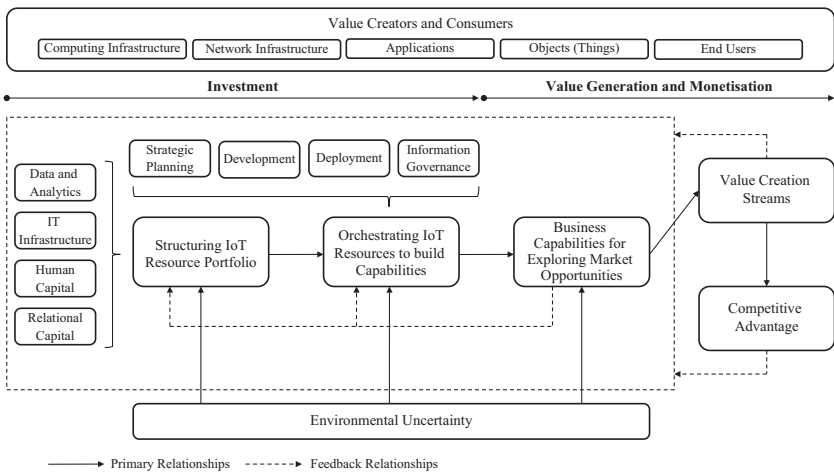 Value Creators and Consumers
Computing Infrastructure
Network Infrastructure
Applications
Objects (Things)
End Users
Investment
Value Generation and Monetisation
Strategic
Planning
Development
Deployment
Information
Governance
Data and
Analytics
IT
Infrastructure
Human
Capital
Relational
Capital
Structuring IoT
Resource Portfolio
Orchestrating IoT
Resources to build
Capabilities
Business
Capabilities for
Exploring Market
Opportunities
Value Creation
Streams
Competitive
Advantage
Environmental Uncertainty
Primary Relationships
Feedback Relationships